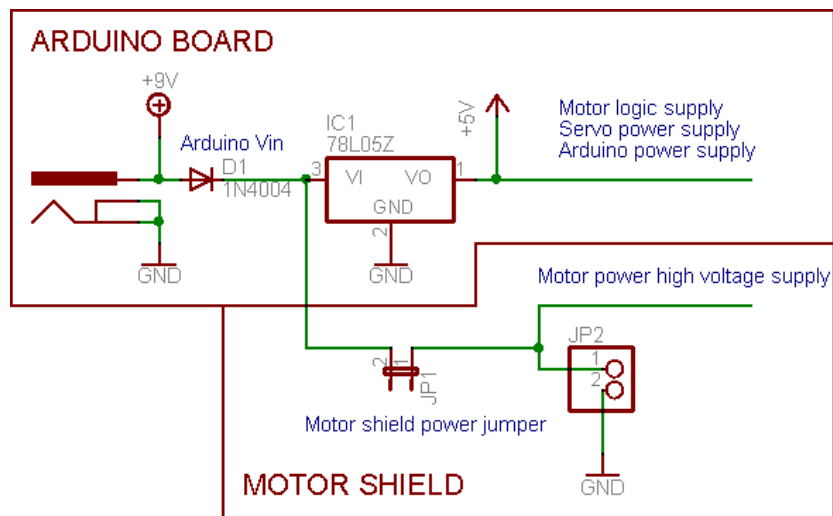 ARDUINO BOARD
+9V
Arduino Vin
D1
1N4004
IC1
78L05Z
3
VI
VO
1
GND
2
+5V
Motor logic supply
Servo power supply
Arduino power supply
GND
GND
Motor power high voltage supply
2
1
JP1
JP2
1
2
Motor shield power jumper
GND
MOTOR SHIELD